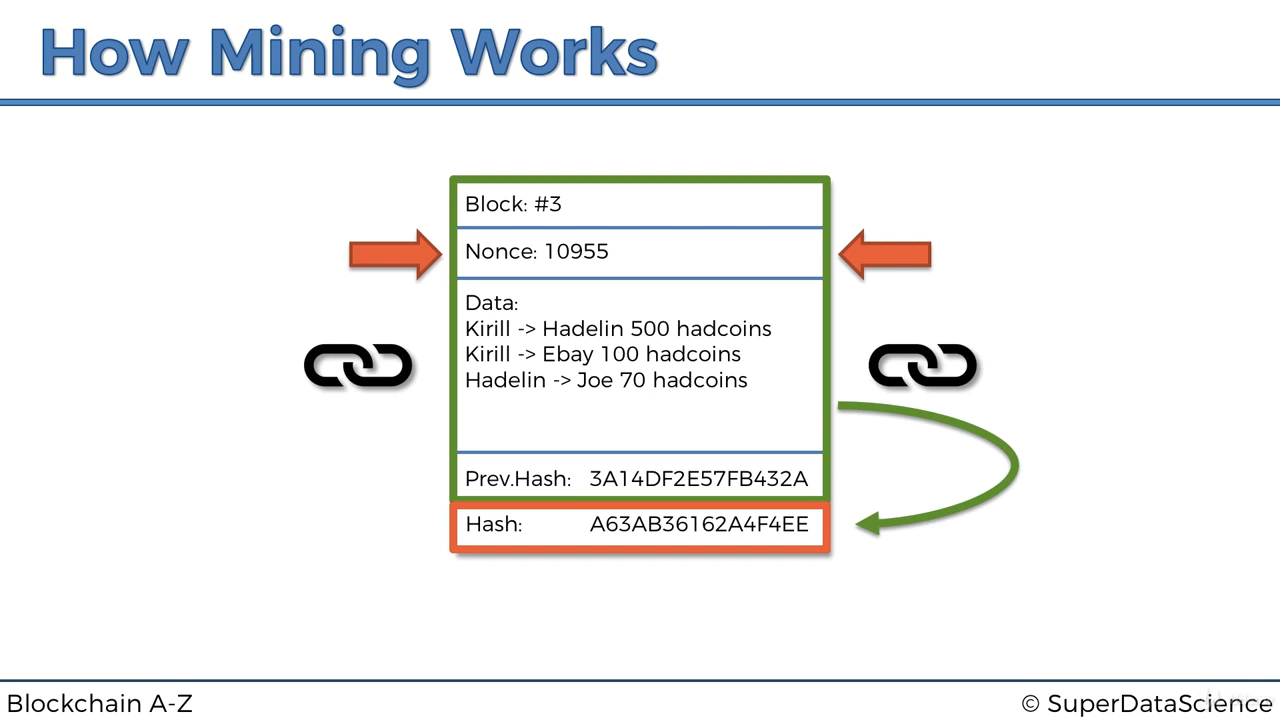 How Mining Works
Block: #3
Nonce: 10955
Data:
Kirill -> Hadelin 500 hadcoins
Kirill -> Ebay 100 hadcoins
Hadelin -> Joe 70 hadcoins
Prev.Hash: 3A14DF2E57FB432A
Hash: A63AB36162A4F4EE
Blockchain A-Z
© SuperDataScience